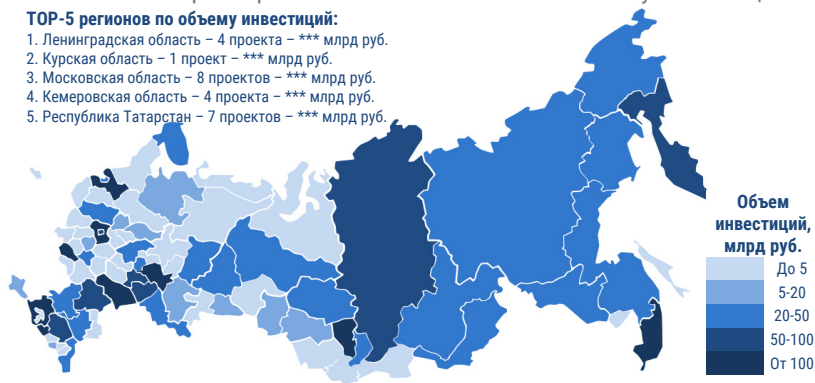 TOP-5 регионов по объему инвестиций:
1. Ленинградская область – 4 проекта – *** млрд руб.
2. Курская область – 1 проект – *** млрд руб.
3. Московская область – 8 проектов – *** млрд руб.
4. Кемеровская область – 4 проекта – *** млрд руб.
5. Республика Татарстан – 7 проектов – *** млрд руб.
Объем
инвестиций,
млрд руб.
До 5
5-20
20-50
50-100
От 100